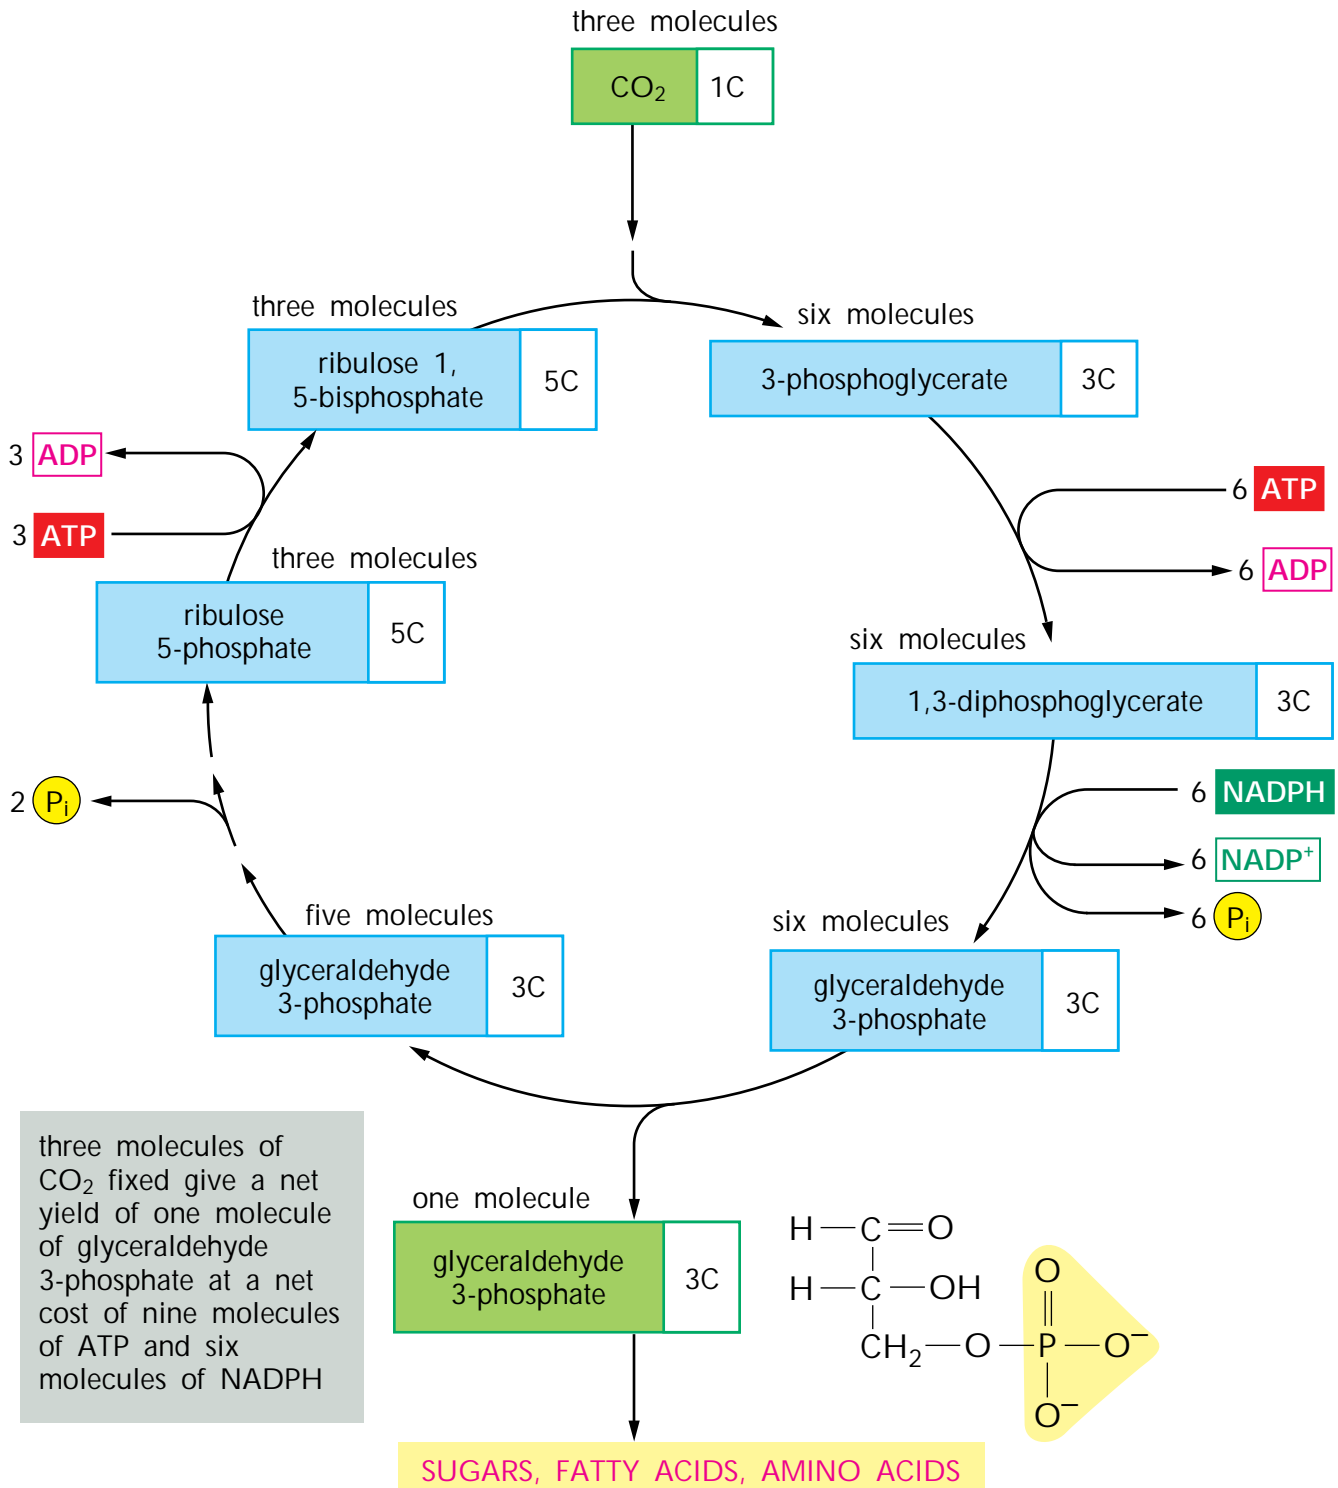 three molecules
CO₂ 1C
three molecules
ribulose 1,
5-bisphosphate
5C
six molecules
3-phosphoglycerate 3C
3 ADP
3 ATP
6 ATP
6 ADP
three molecules
ribulose
5-phosphate
5C
six molecules
1,3-diphosphoglycerate 3C
2 Pᵢ
6 NADPH
6 NADP⁺
6 Pᵢ
five molecules
glyceraldehyde
3-phosphate
3C
six molecules
glyceraldehyde
3-phosphate
3C
three molecules of
CO₂ fixed give a net
yield of one molecule
of glyceraldehyde
3-phosphate at a net
cost of nine molecules
of ATP and six
molecules of NADPH
one molecule
glyceraldehyde
3-phosphate
3C
H—C=O
H—C—OH
CH₂—O—P—O⁻
O
O⁻
SUGARS, FATTY ACIDS, AMINO ACIDS